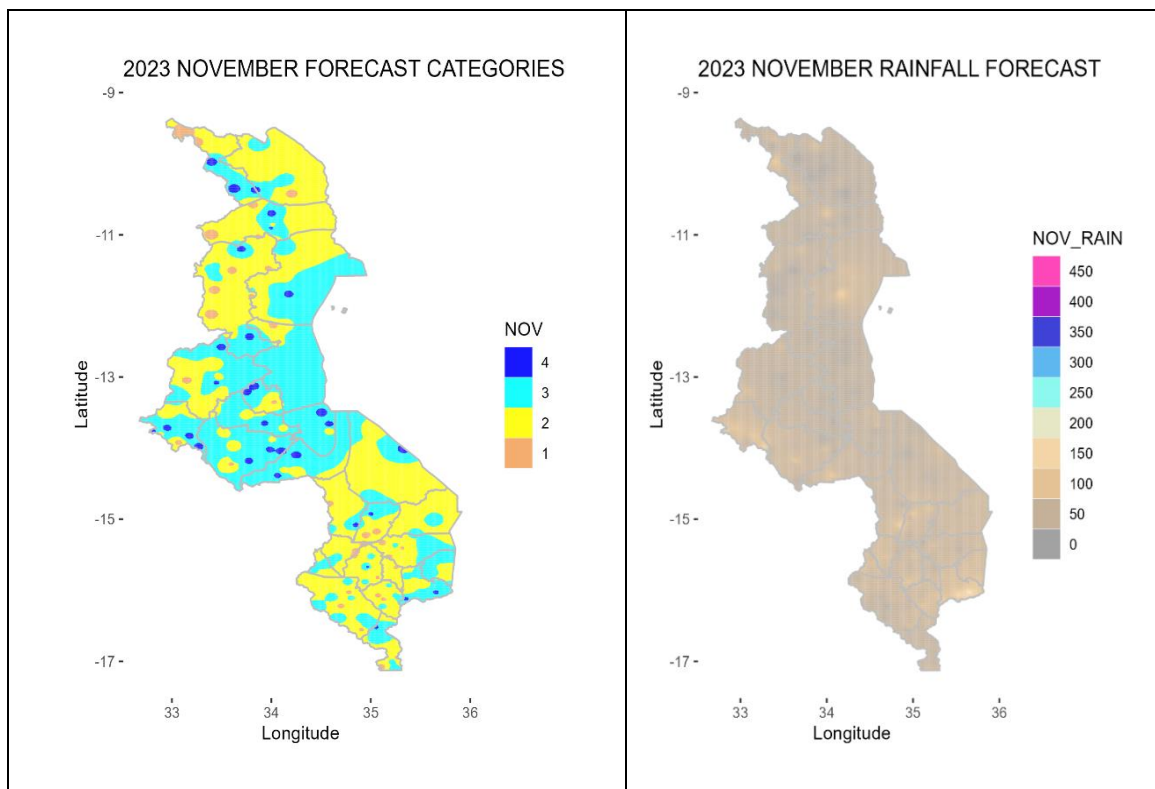 2023 NOVEMBER FORECAST CATEGORIES
-9
-11
-13
-15
-17
Latitude
33 34 35 36
Longitude
NOV
4
3
2
1
2023 NOVEMBER RAINFALL FORECAST
-9
-11
-13
-15
-17
Latitude
33 34 35 36
Longitude
NOV_RAIN
450
400
350
300
250
200
150
100
50
0